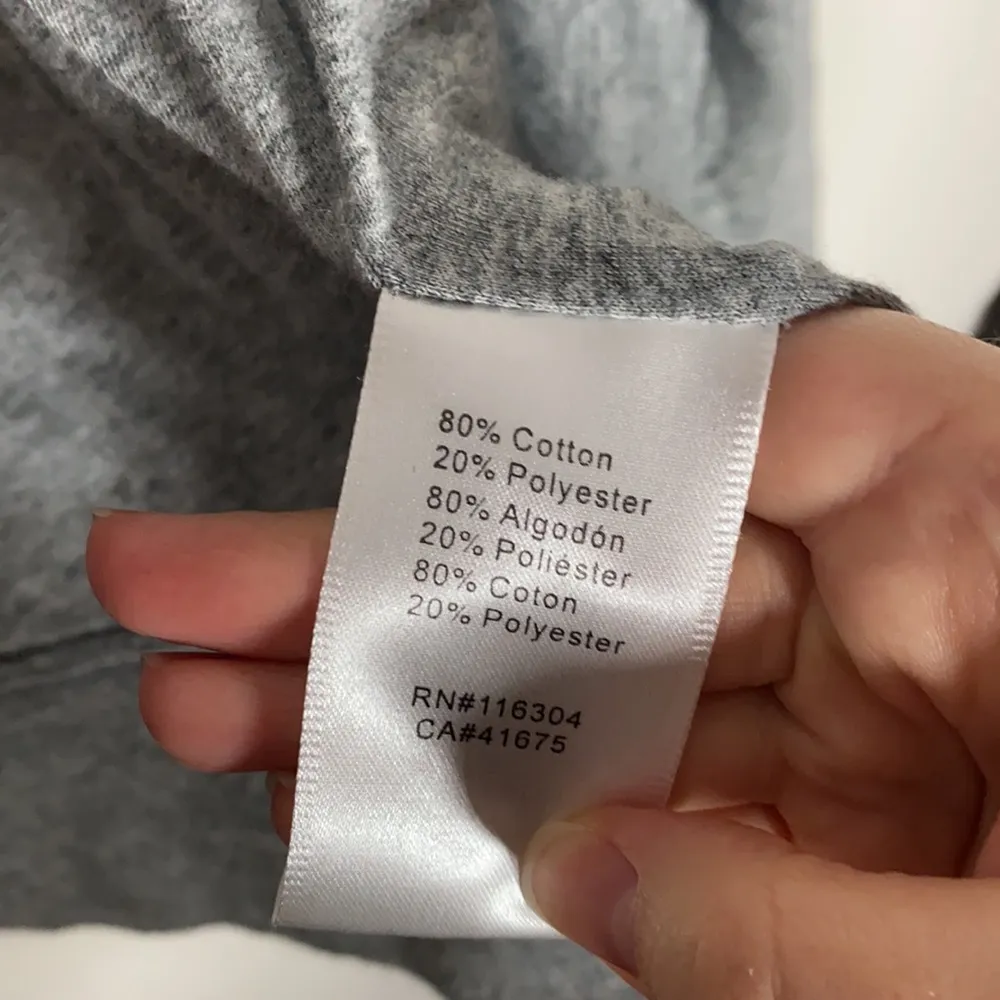 80% Cotton
20% Polyester
80% Algodón
20% Poliéster
80% Coton
20% Polyester
RN#116304
CA#41675